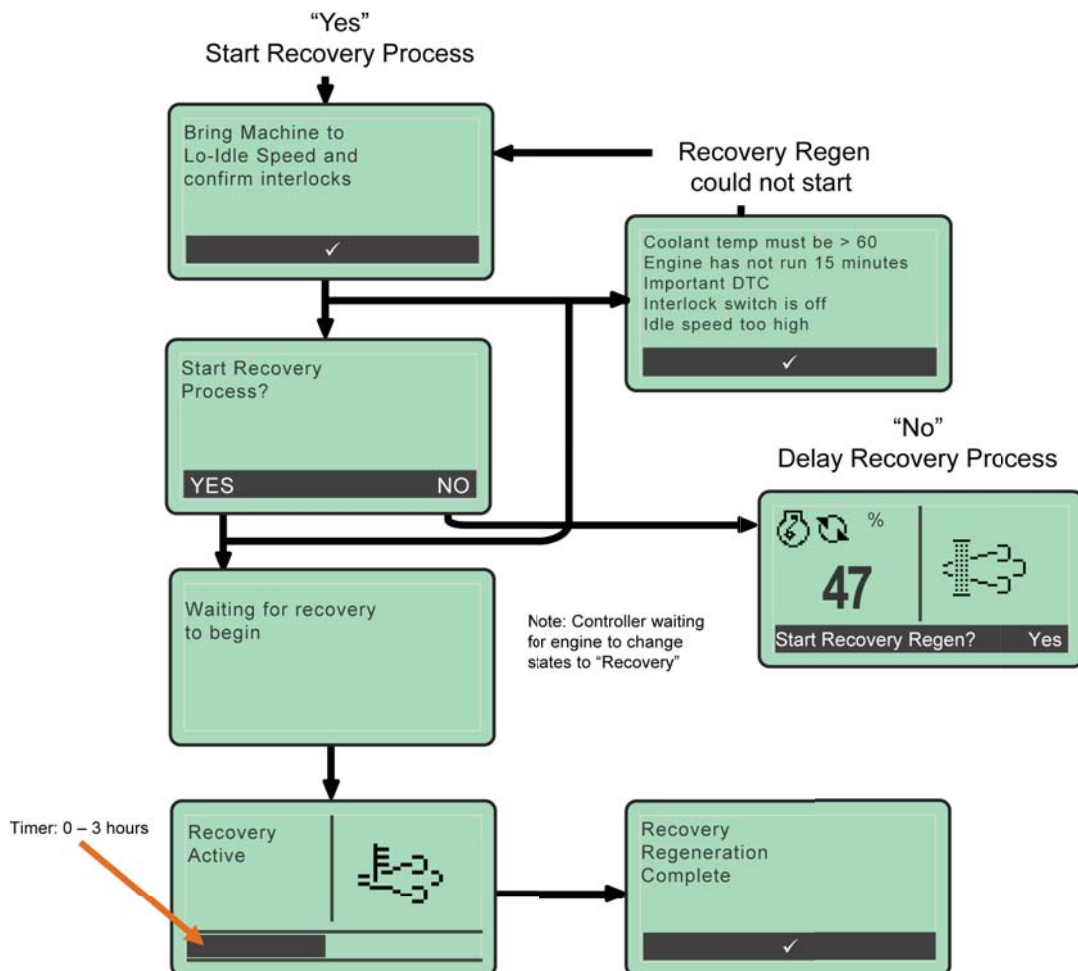 “Yes”
Start Recovery Process
Bring Machine to
Lo-Idle Speed and
confirm interlocks
✓
Recovery Regen
could not start
Coolant temp must be > 60
Engine has not run 15 minutes
Important DTC
Interlock switch is off
Idle speed too high
✓
Start Recovery
Process?
YES NO
“No”
Delay Recovery Process
%
47
Start Recovery Regen? Yes
Waiting for recovery
to begin
Note: Controller waiting
for engine to change
states to “Recovery”
Timer: 0 – 3 hours
Recovery
Active
Recovery
Regeneration
Complete
✓